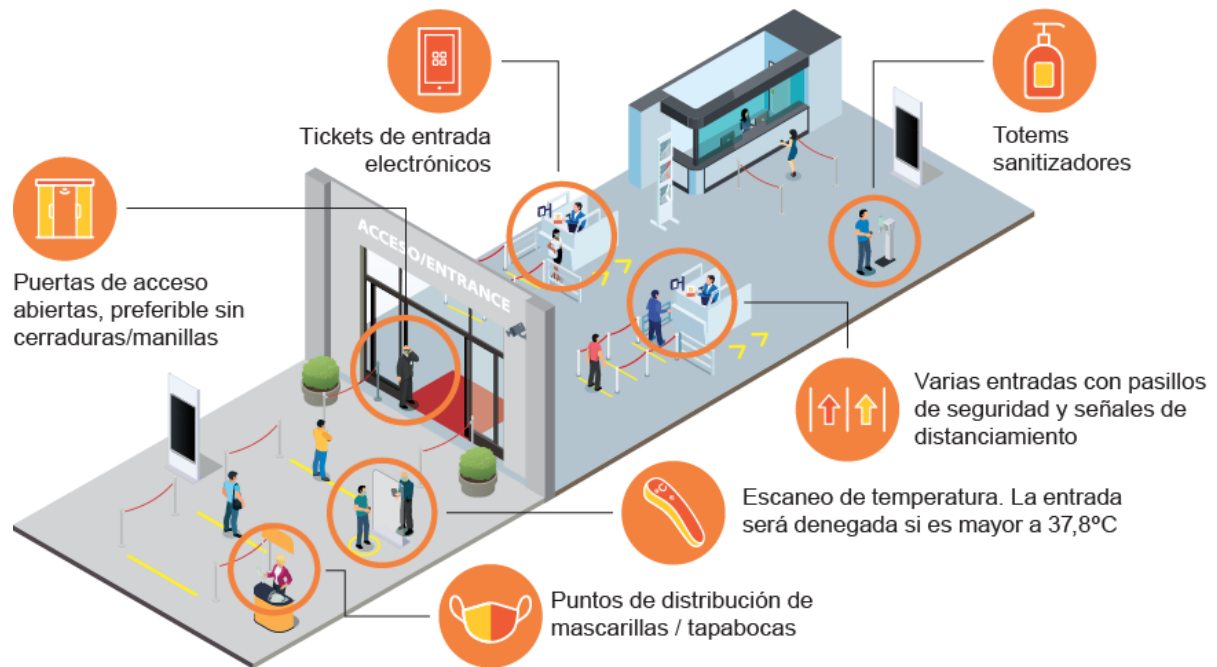 Tickets de entrada
electrónicos
Totems
sanitizadores
Puertas de acceso
abiertas, preferible sin
cerraduras/manillas
ACCESO/ENTRANCE
Varias entradas con pasillos
de seguridad y señales de
distanciamiento
Escaneo de temperatura. La entrada
será denegada si es mayor a 37,8ºC
Puntos de distribución de
mascarillas / tapabocas